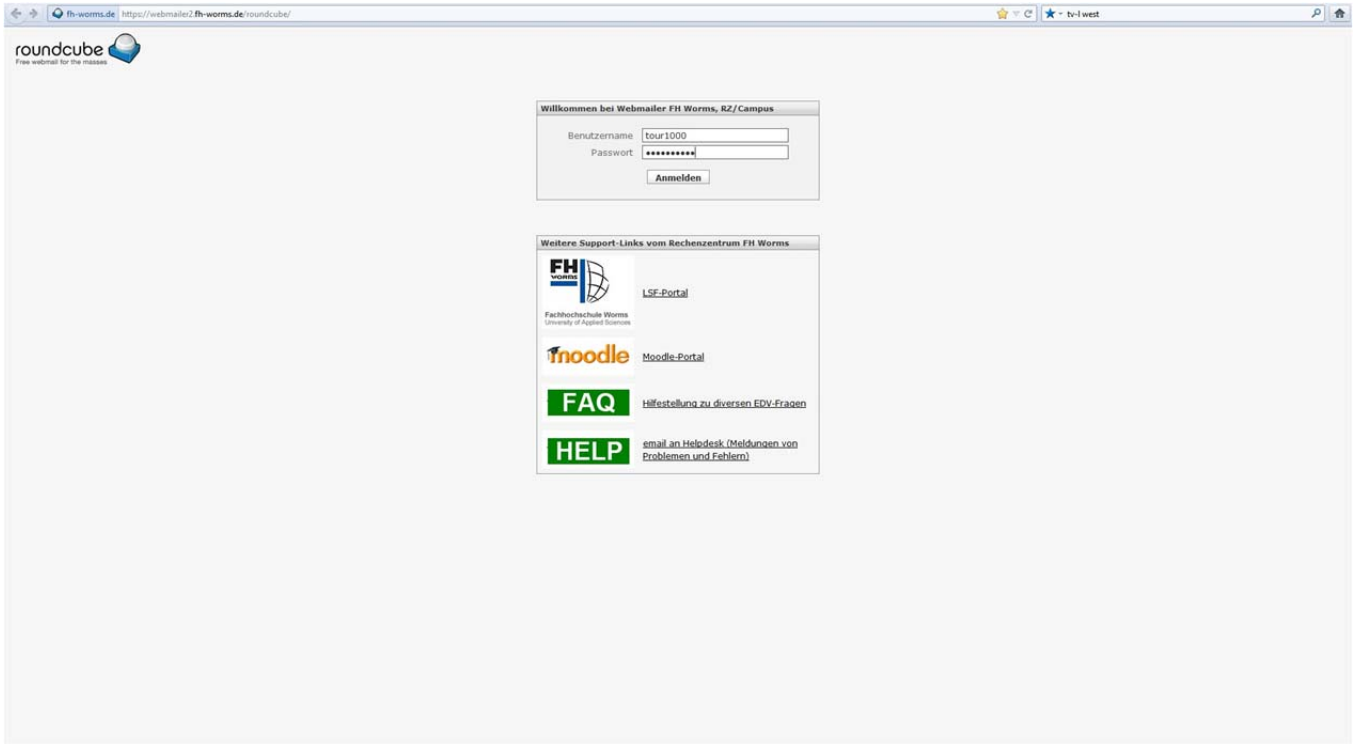 fh-worms.de https://webmailer2.fh-worms.de/roundcube/ tv-l west
roundcube
Free webmail for the masses
Willkommen bei Webmailer FH Worms, RZ/Campus
Benutzername tour1000
Passwort ••••••••••
Anmelden
Weitere Support-Links vom Rechenzentrum FH Worms
FH
WORMS
Fachhochschule Worms
University of Applied Sciences
LSF-Portal
moodle Moodle-Portal
FAQ Hilfestellung zu diversen EDV-Fragen
HELP email an Helpdesk (Meldungen von
Problemen und Fehlern)